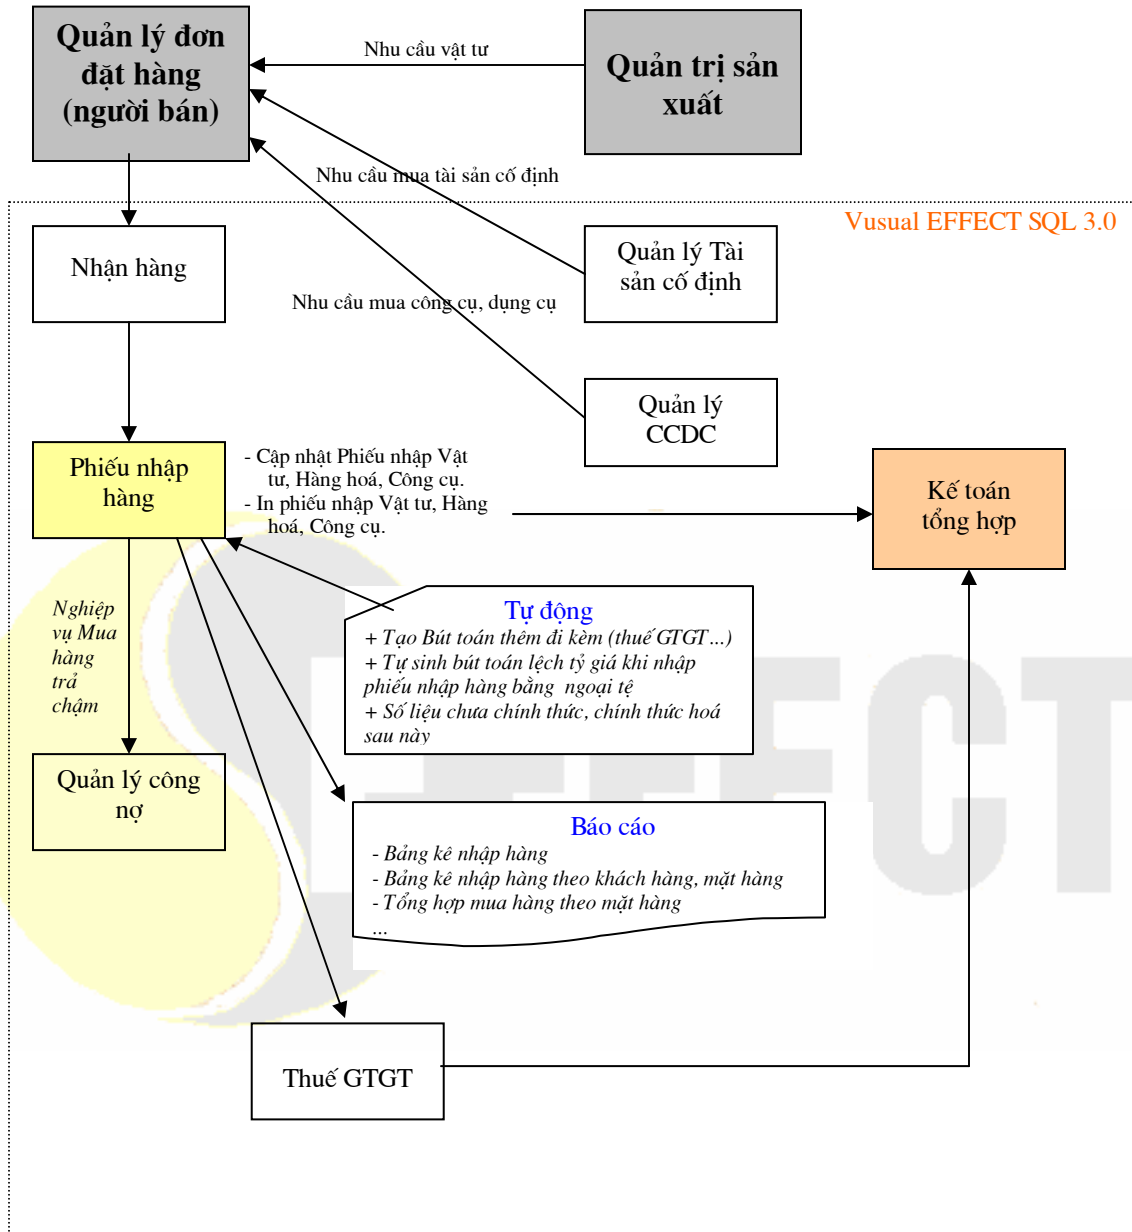 Quản lý đơn
đặt hàng
(người bán)
Nhu cầu vật tư
Quản trị sản
xuất
Nhu cầu mua tài sản cố định
Vusual EFFECT SQL 3.0
Nhận hàng
Quản lý Tài
sản cố định
Nhu cầu mua công cụ, dụng cụ
Quản lý
CCDC
Phiếu nhập
hàng
- Cập nhật Phiếu nhập Vật
tư, Hàng hoá, Công cụ.
- In phiếu nhập Vật tư, Hàng
hoá, Công cụ.
Kế toán
tổng hợp
Nghiệp
vụ Mua
hàng
trả
chậm
Tự động
+ Tạo Bút toán thêm đi kèm (thuế GTGT...)
+ Tự sinh bút toán lệch tỷ giá khi nhập
phiếu nhập hàng bằng ngoại tệ
+ Số liệu chưa chính thức, chính thức hoá
sau này
Quản lý công
nợ
Báo cáo
- Bảng kê nhập hàng
- Bảng kê nhập hàng theo khách hàng, mặt hàng
- Tổng hợp mua hàng theo mặt hàng
...
Thuế GTGT
EFFECT